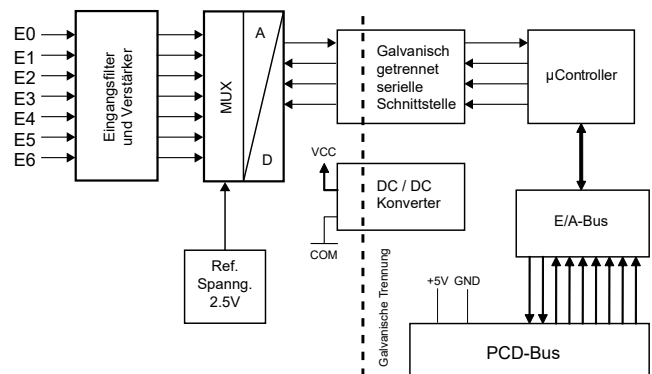 E0
E1
E2
E3
E4
E5
E6
Eingangsfilter
und Verstärker
MUX
A
D
Galvanisch
getrennet
serielle
Schnittstelle
µController
VCC
COM
DC / DC
Konverter
E/A-Bus
Ref.
Spanng.
2.5V
Galvanische Trennung
+5V GND
PCD-Bus